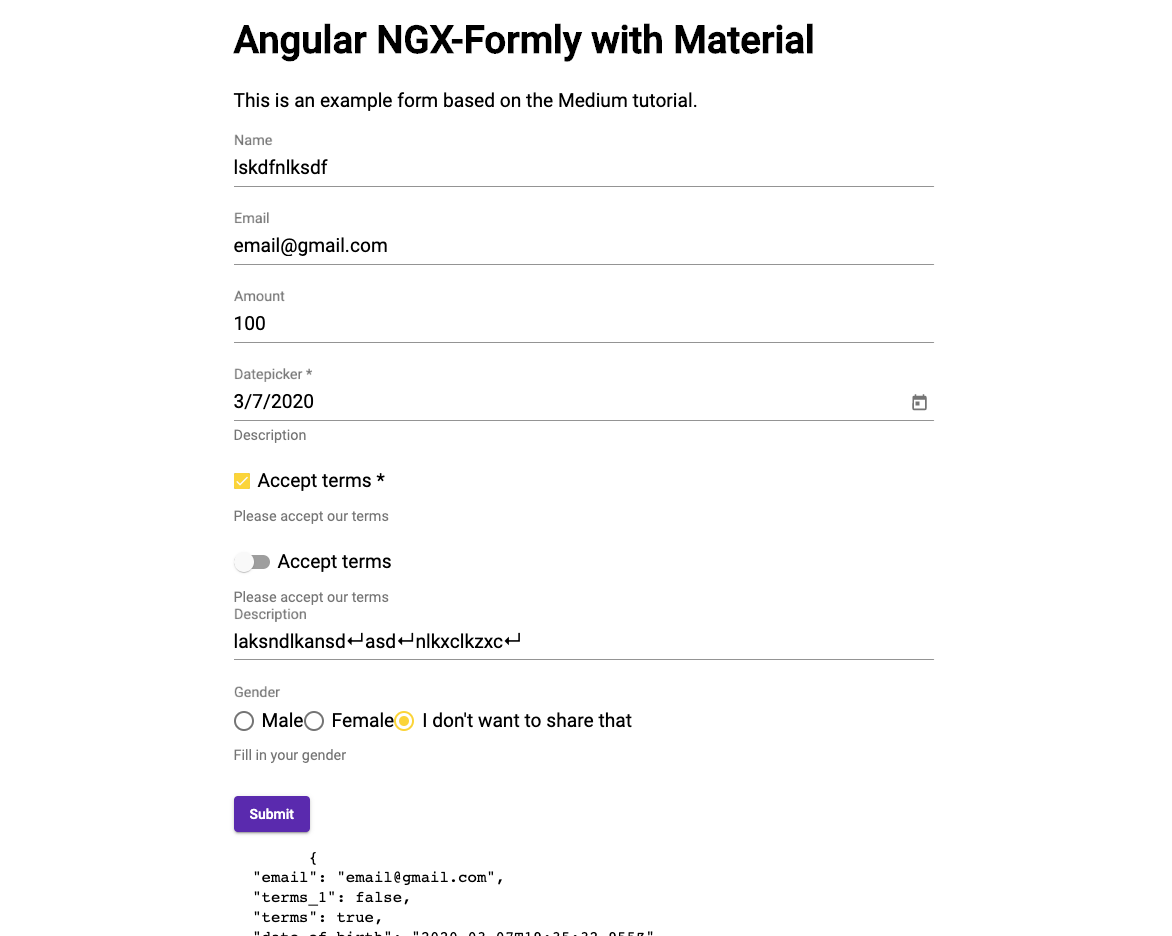 Angular NGX-Formly with Material
This is an example form based on the Medium tutorial.
Name
lskdfnlksdf
Email
email@gmail.com
Amount
100
Datepicker *
3/7/2020
Description
Accept terms *
Please accept our terms
Accept terms
Please accept our terms
Description
laksndlkansd↵asd↵nlkxclkzxc↵
Gender
Male Female I don't want to share that
Fill in your gender
Submit
{
"email": "email@gmail.com",
"terms_1": false,
"terms": true,